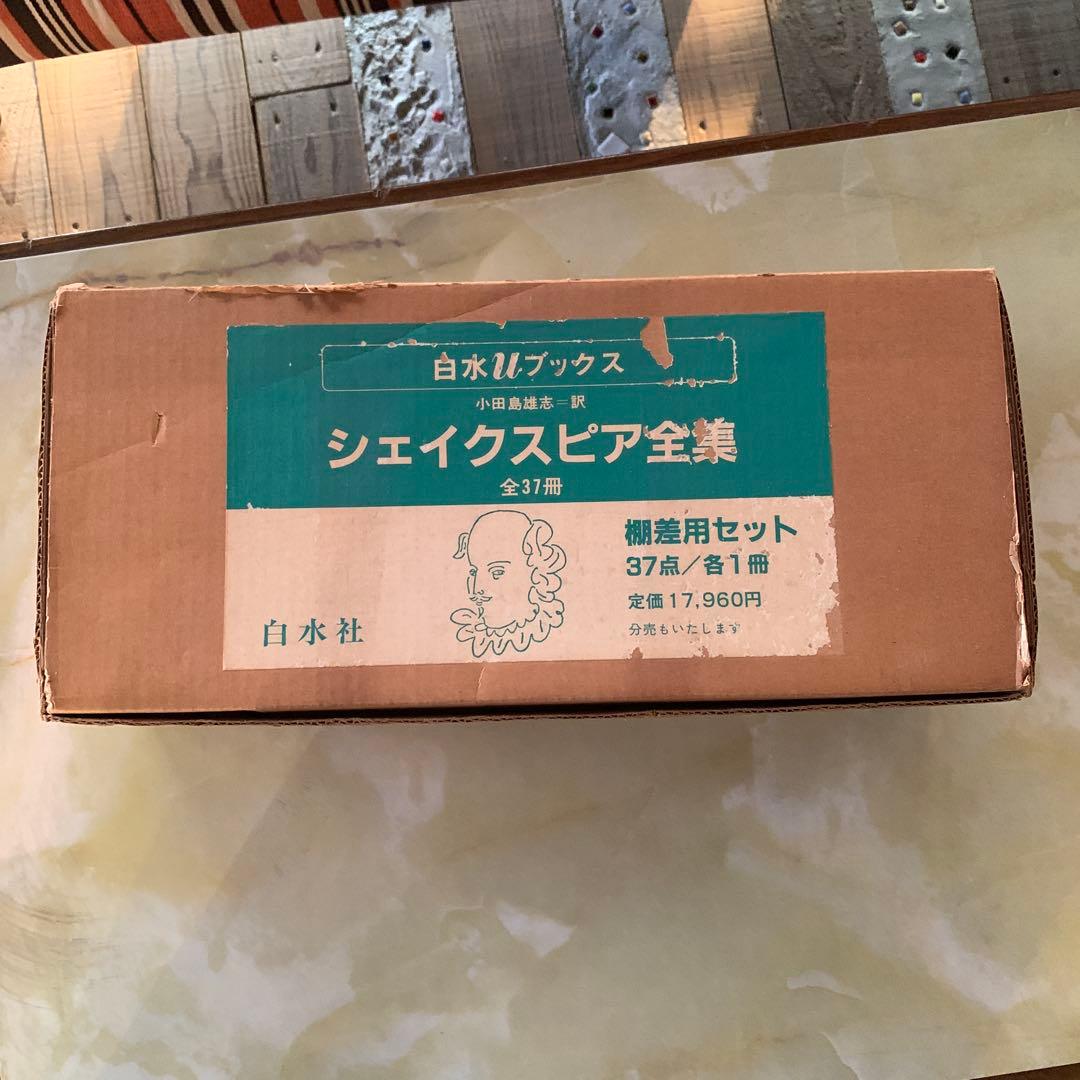 白水uブックス
小田島雄志=訳
シェイクスピア全集
全37冊
棚差用セット
37点/各1冊
定価17,960円
分売もいたします
白水社